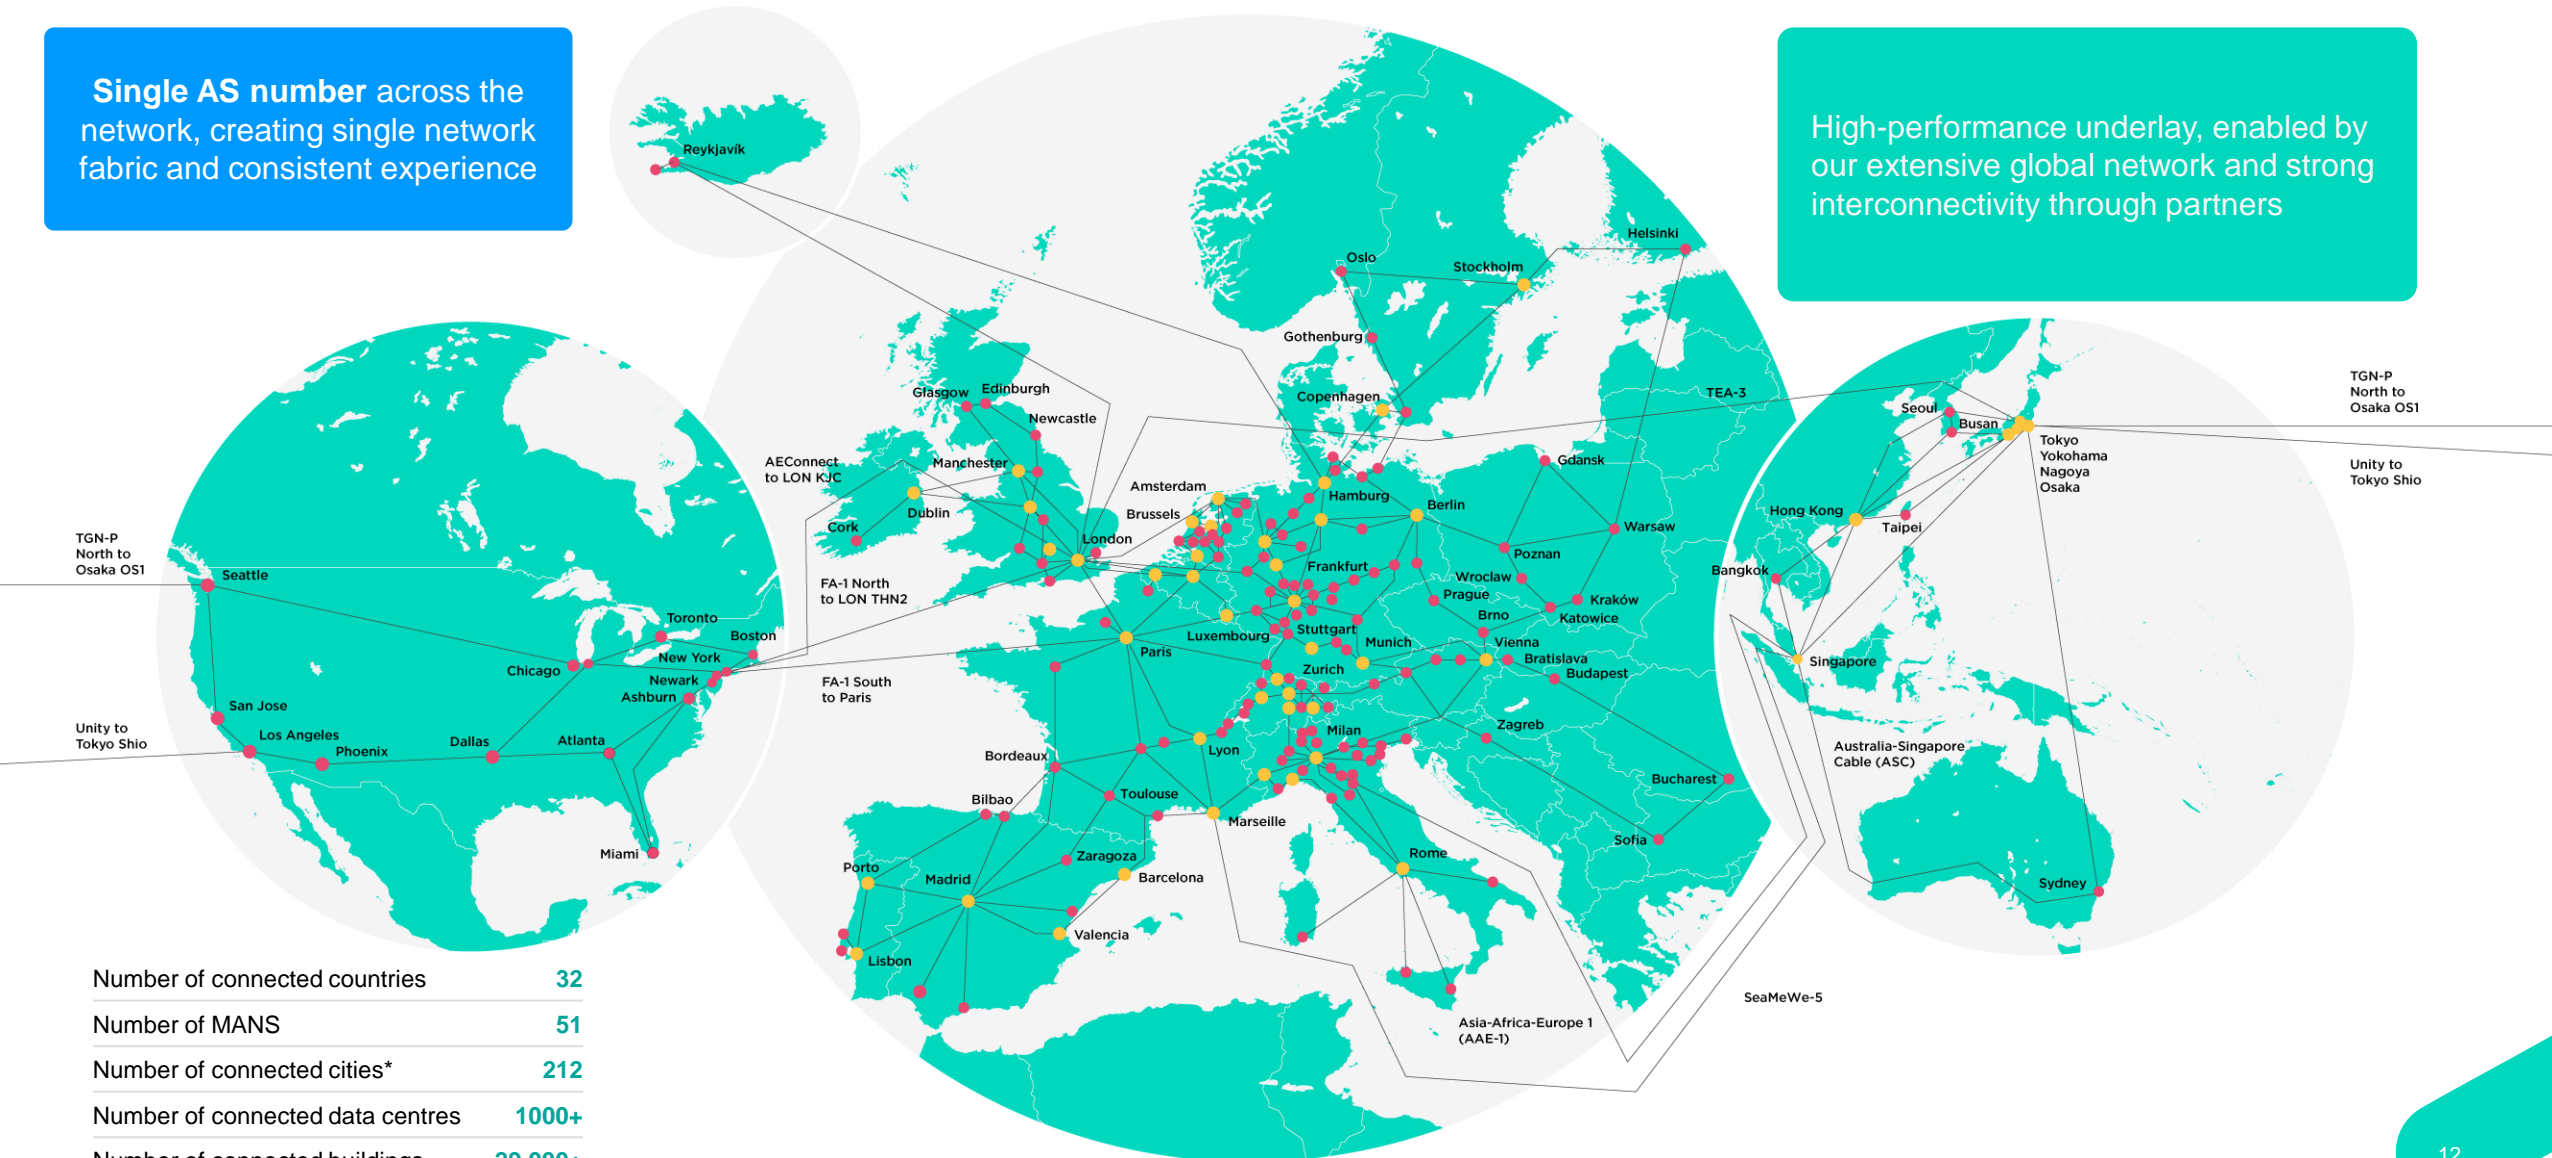 Single AS number across the
network, creating single network
fabric and consistent experience
High-performance underlay, enabled by
our extensive global network and strong
interconnectivity through partners
Reykjavík
Helsinki
Oslo
Stockholm
Gothenburg
Copenhagen
TEA-3
Glasgow
Edinburgh
Newcastle
AEConnect
to LON KJC
Manchester
Dublin
Cork
London
FA-1 North
to LON THN2
FA-1 South
to Paris
Amsterdam
Brussels
Hamburg
Berlin
Gdansk
Warsaw
Poznan
Frankfurt
Wroclaw
Prague
Kraków
Katowice
Brno
Luxembourg
Stuttgart
Munich
Vienna
Bratislava
Budapest
Paris
Zurich
Zagreb
Milan
Lyon
Bordeaux
Bucharest
Toulouse
Bilbao
Marseille
Sofia
Zaragoza
Rome
Porto
Madrid
Barcelona
Valencia
Lisbon
Asia-Africa-Europe 1
(AAE-1)
SeaMeWe-5
TGN-P
North to
Osaka OS1
Seattle
Toronto
Boston
Chicago
New York
Newark
Ashburn
San Jose
Unity to
Tokyo Shio
Los Angeles
Phoenix
Dallas
Atlanta
Miami
TGN-P
North to
Osaka OS1
Seoul
Busan
Tokyo
Yokohama
Nagoya
Osaka
Unity to
Tokyo Shio
Hong Kong
Taipei
Bangkok
Singapore
Australia-Singapore
Cable (ASC)
Sydney
Number of connected countries 32
Number of MANS 51
Number of connected cities* 212
Number of connected data centres 1000+
Number of connected buildings
12